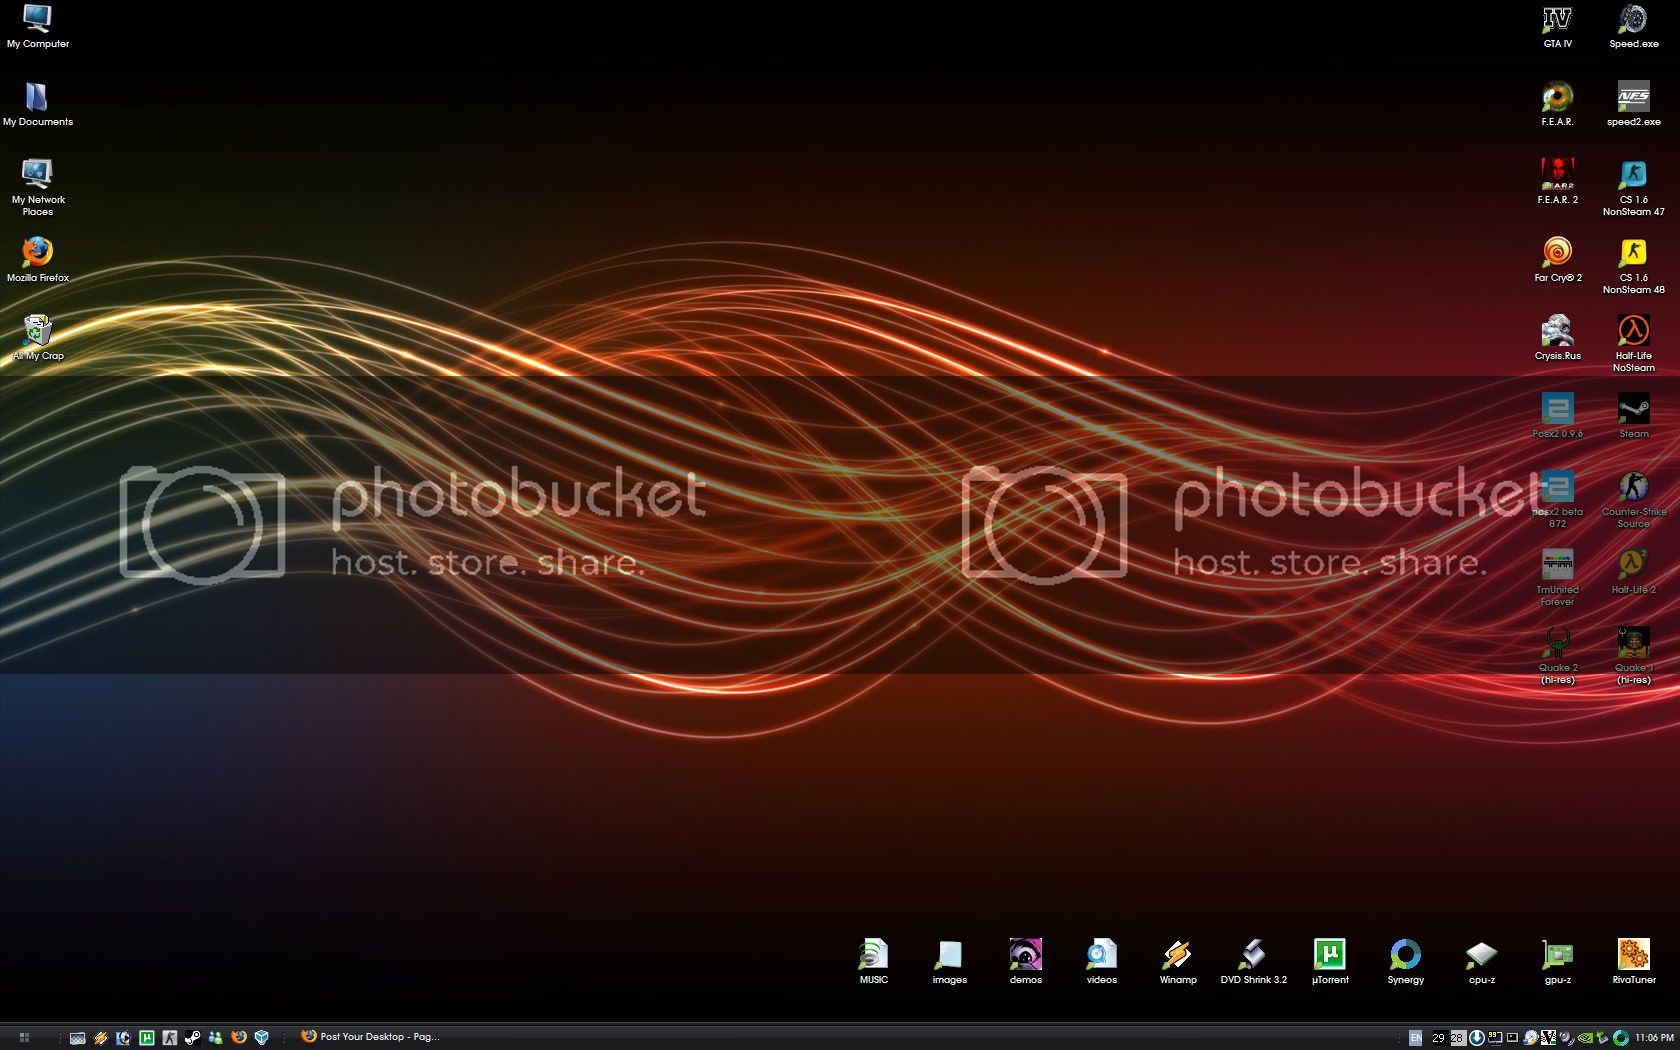 My Computer
My Documents
My Network
Places
Mozilla Firefox
All My Crap
IV
GTA IV
Speed.exe
F.E.A.R.
NFS
speed2.exe
F.E.A.R. 2
CS 1.6
NonSteam 47
Far Cry® 2
CS 1.6
NonSteam 48
Crysis.Rus
Half-Life
NoSteam
Pcsx2 0.9.6
Steam
pcsx2 beta
872
Counter-Strike
Source
TmUnited
Forever
Half-Life 2
Quake 2
(hi-res)
Quake 1
(hi-res)
photobucket
host. store. share.
photobucket
host. store. share.
MUSIC
images
demos
videos
Winamp
DVD Shrink 3.2
µTorrent
Synergy
cpu-z
gpu-z
RivaTuner
Post Your Desktop - Pag...
EN
29
28
11:06 PM